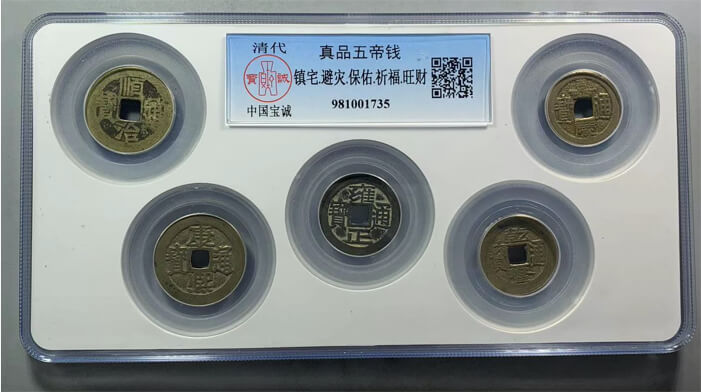 清代
真品五帝钱
寳 誠
镇宅.避灾.保佑.祈福.旺财
中国宝诚
981001735
順治通寶
康熙通寶
雍正通寶
乾隆通寶